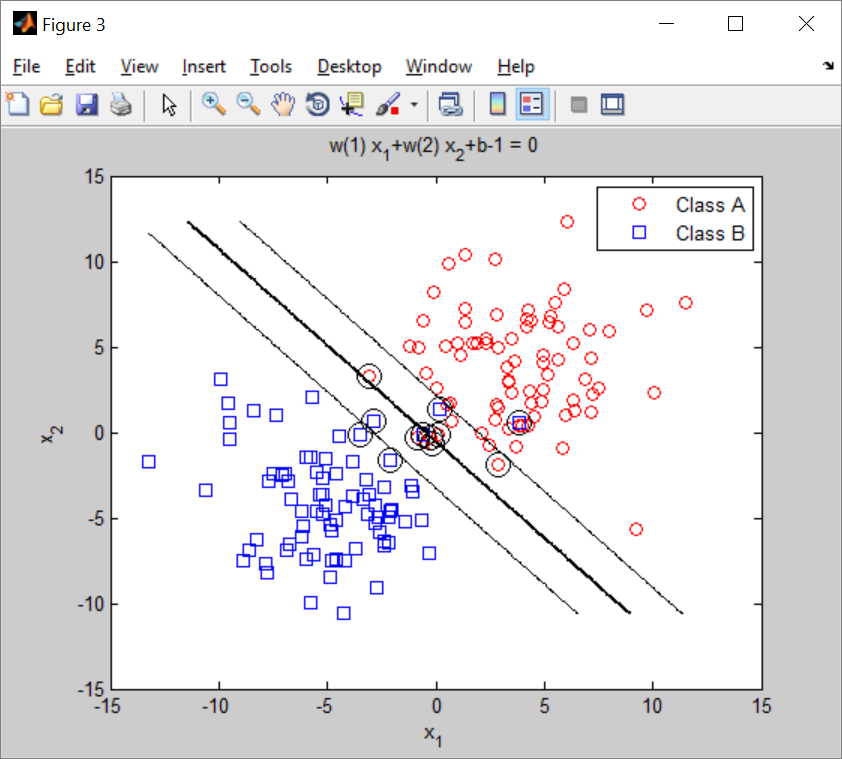 Figure 3
File Edit View Insert Tools Desktop Window Help
w(1) x1+w(2) x2+b-1 = 0
Class A
Class B
15
10
5
0
-5
-10
-15
x2
-15 -10 -5 0 5 10 15
x1